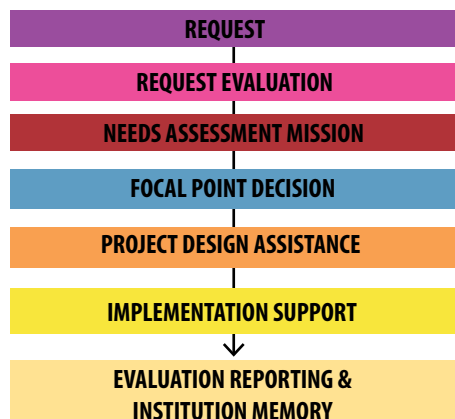 REQUEST
REQUEST EVALUATION
NEEDS ASSESSMENT MISSION
FOCAL POINT DECISION
PROJECT DESIGN ASSISTANCE
IMPLEMENTATION SUPPORT
EVALUATION REPORTING &
INSTITUTION MEMORY